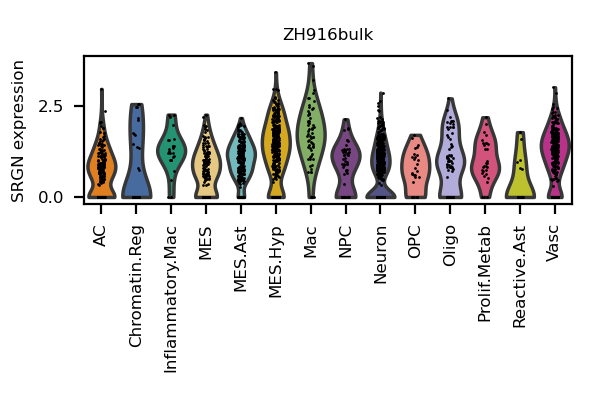 ZH916bulk
SRGN expression
2.5
0.0
AC
Chromatin.Reg
Inflammatory.Mac
MES
MES.Ast
MES.Hyp
Mac
NPC
Neuron
OPC
Oligo
Prolif.Metab
Reactive.Ast
Vasc